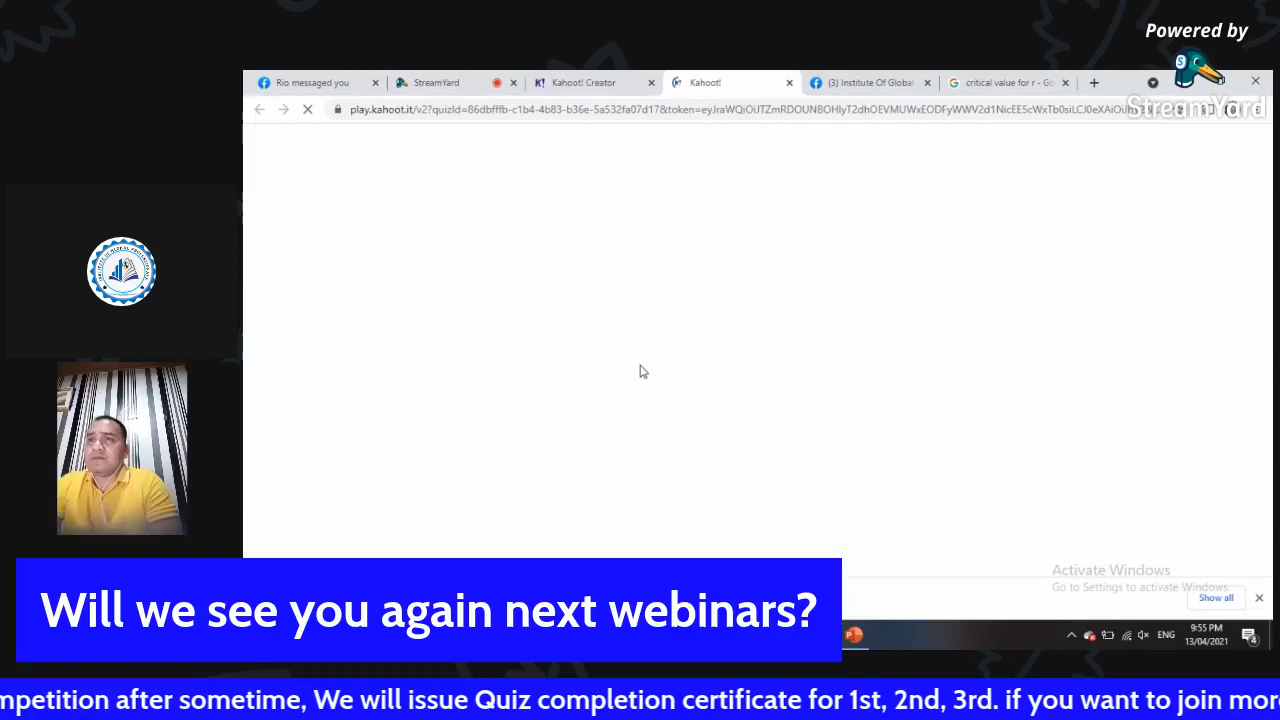 Powered by
StreamYard
Rio messaged you
StreamYard
Kahoot! Creator
Kahoot!
(3) Institute Of Global
critical value for r - Go
Will we see you again next webinars?
Activate Windows
Go to Settings to activate Windows.
Show all
ENG
9:55 PM
13/04/2021
4
mpetition after sometime, We will issue Quiz completion certificate for 1st, 2nd, 3rd. if you want to join mor